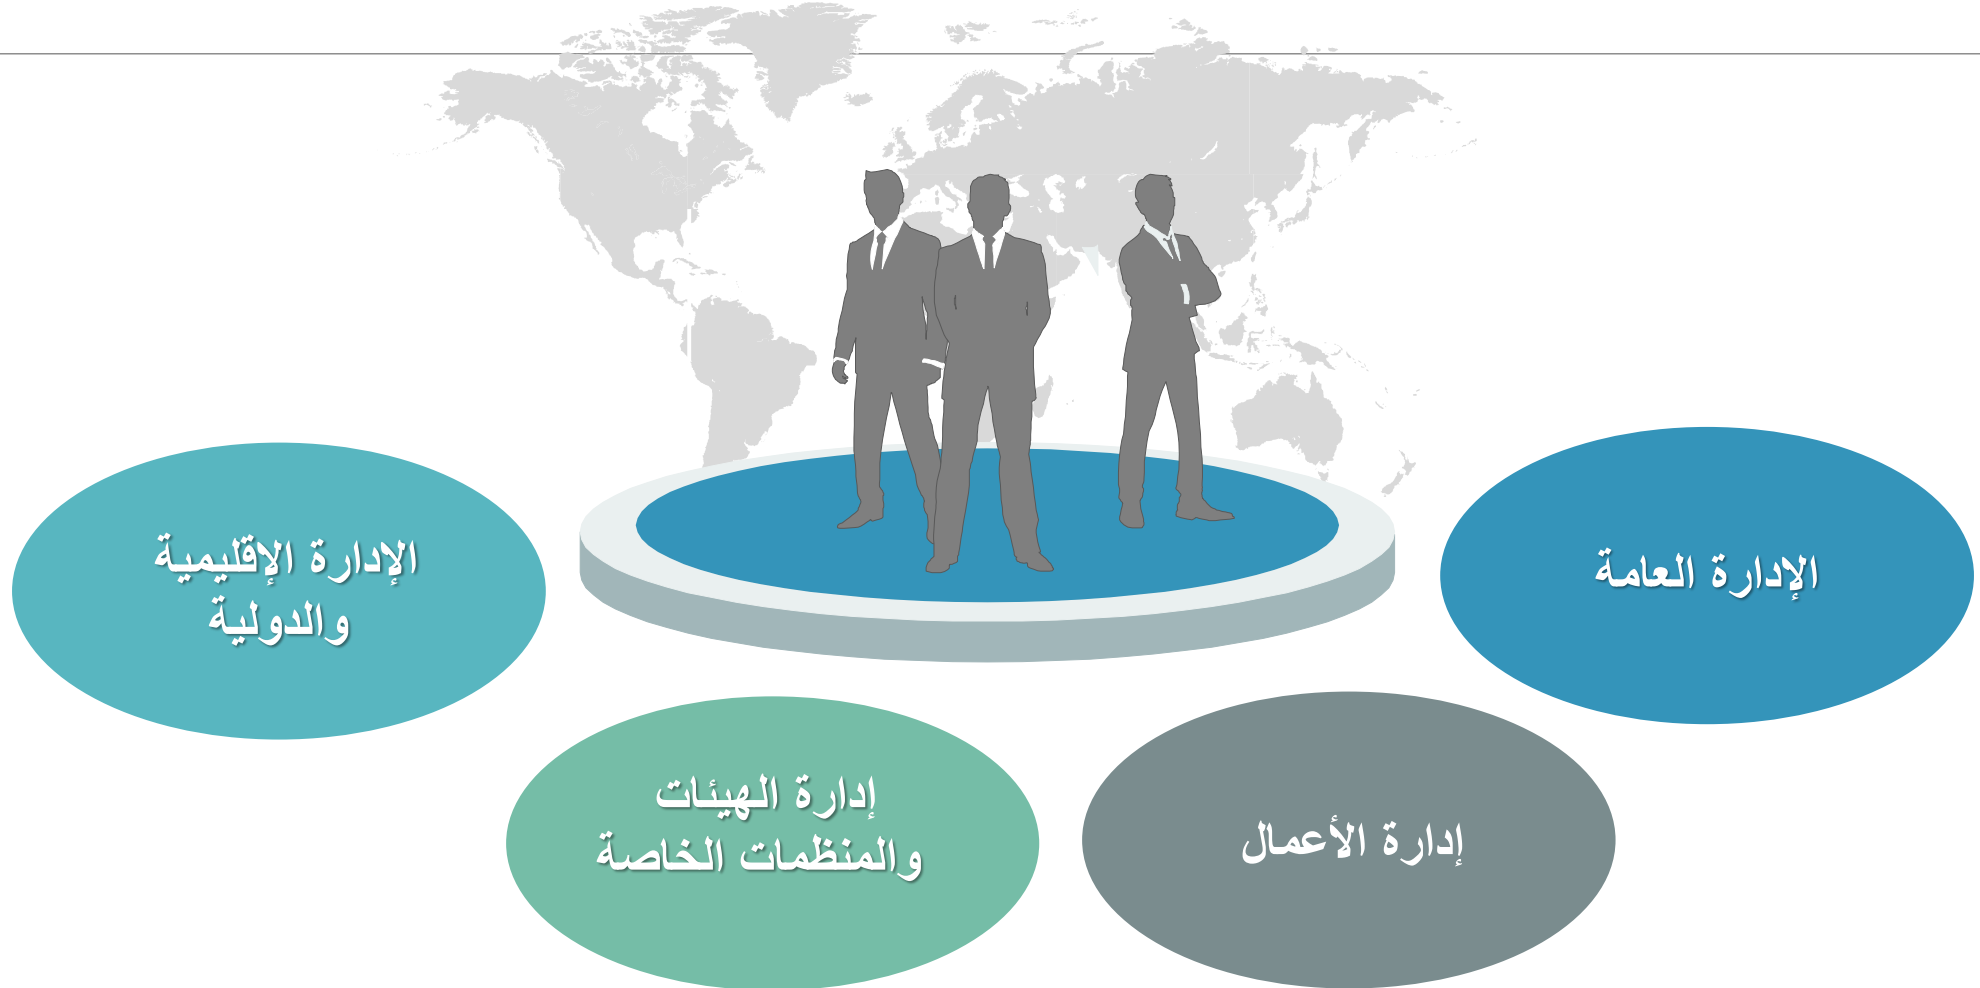 الإدارة العامة
إدارة الأعمال
إدارة الهيئات
والمنظمات الخاصة
الإدارة الإقليمية
والدولية